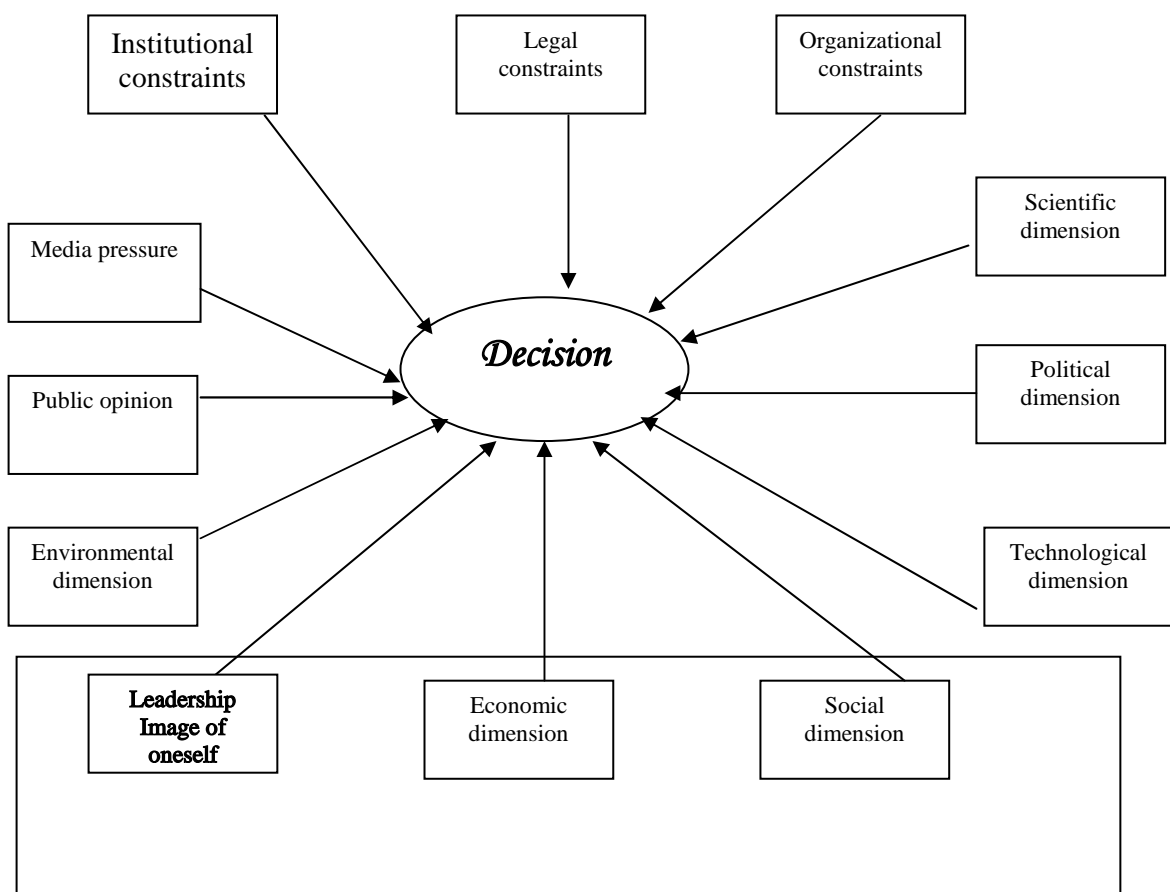 Institutional
constraints
Legal
constraints
Organizational
constraints
Scientific
dimension
Media pressure
Decision
Political
dimension
Public opinion
Environmental
dimension
Technological
dimension
Leadership
Image of
oneself
Economic
dimension
Social
dimension